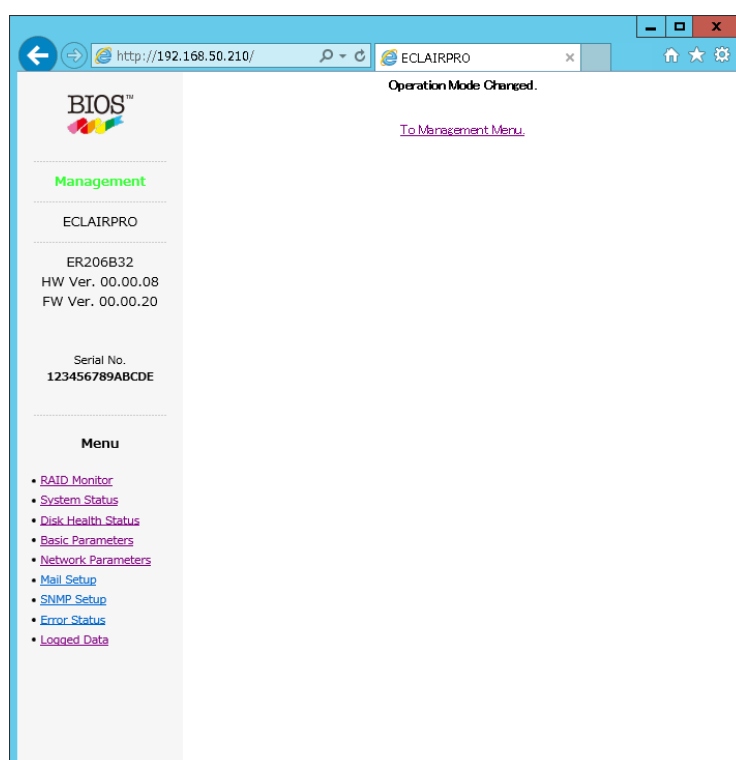 http://192.168.50.210/
ECLAIRPRO
BIOS™
Management
ECLAIRPRO
ER206B32
HW Ver. 00.00.08
FW Ver. 00.00.20
Serial No.
123456789ABCDE
Menu
• RAID Monitor
• System Status
• Disk Health Status
• Basic Parameters
• Network Parameters
• Mail Setup
• SNMP Setup
• Error Status
• Logged Data
Operation Mode Changed.
To Management Menu.